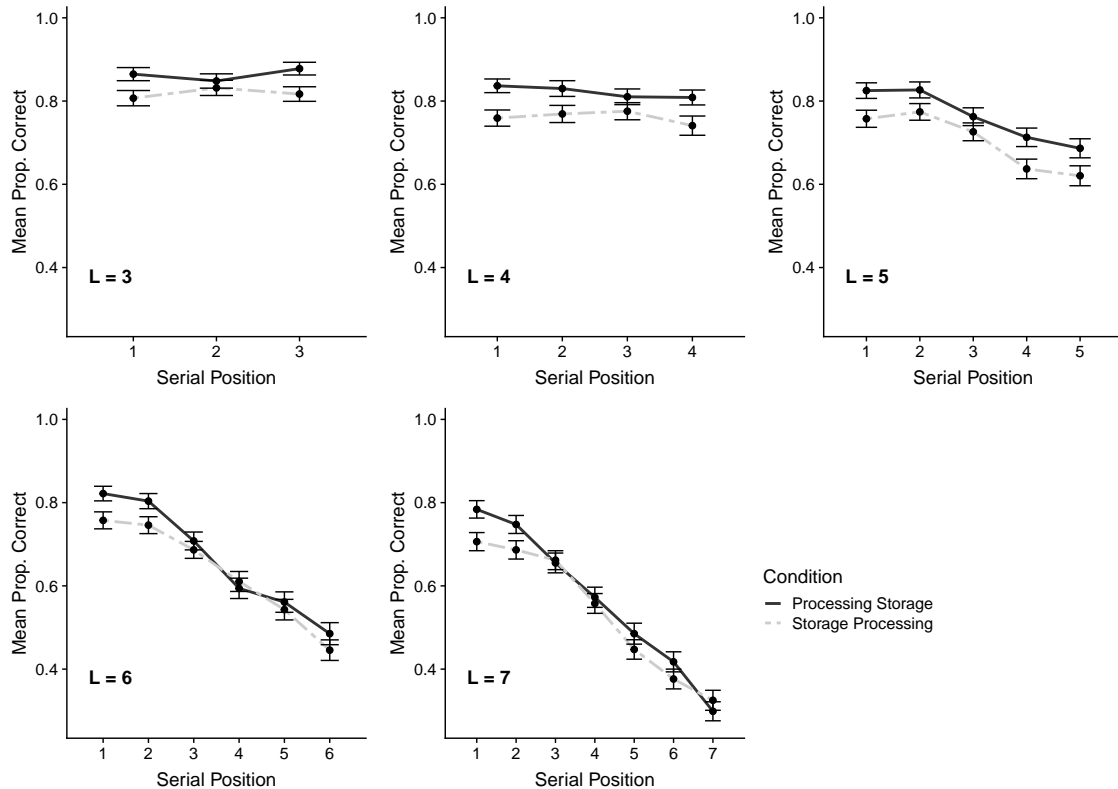 1.0
0.8
0.6
0.4
Mean Prop. Correct
L = 3
1 2 3
Serial Position
1.0
0.8
0.6
0.4
Mean Prop. Correct
L = 4
1 2 3 4
Serial Position
1.0
0.8
0.6
0.4
Mean Prop. Correct
L = 5
1 2 3 4 5
Serial Position
1.0
0.8
0.6
0.4
Mean Prop. Correct
L = 6
1 2 3 4 5 6
Serial Position
1.0
0.8
0.6
0.4
Mean Prop. Correct
L = 7
1 2 3 4 5 6 7
Serial Position
Condition
Processing Storage
Storage Processing